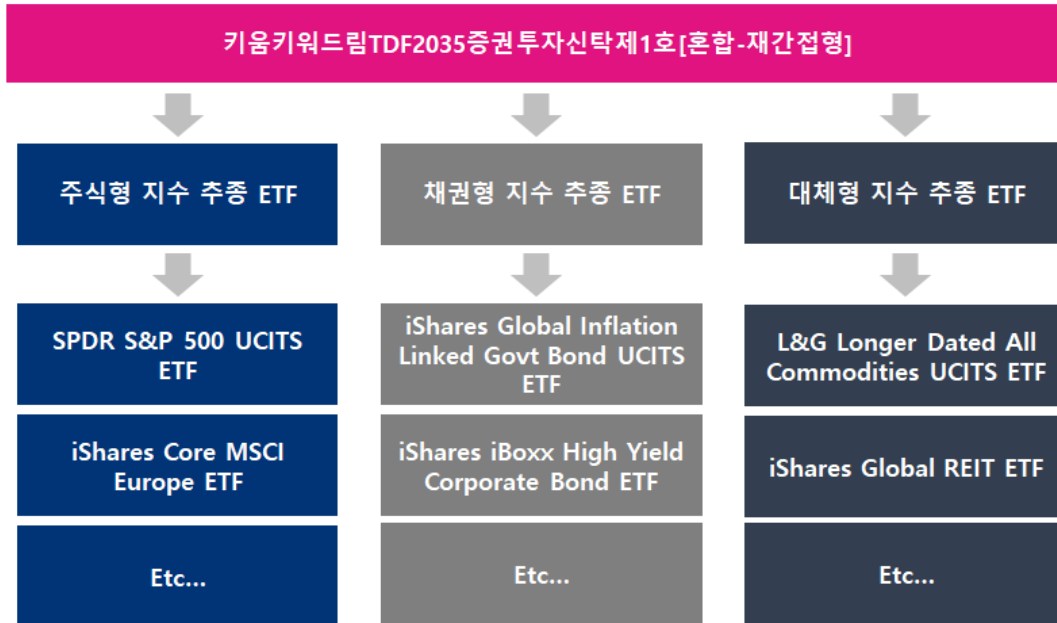 키움키워드림TDF2035증권투자신탁제1호[혼합-재간접형]
주식형 지수 추종 ETF
채권형 지수 추종 ETF
대체형 지수 추종 ETF
SPDR S&P 500 UCITS
ETF
iShares Global Inflation
Linked Govt Bond UCITS
ETF
L&G Longer Dated All
Commodities UCITS ETF
iShares Core MSCI
Europe ETF
iShares iBoxx High Yield
Corporate Bond ETF
iShares Global REIT ETF
Etc...
Etc...
Etc...